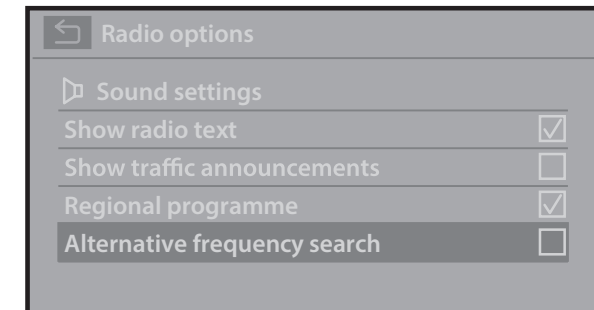 Radio options
Sound settings
Show radio text
Show traffic announcements
Regional programme
Alternative frequency search